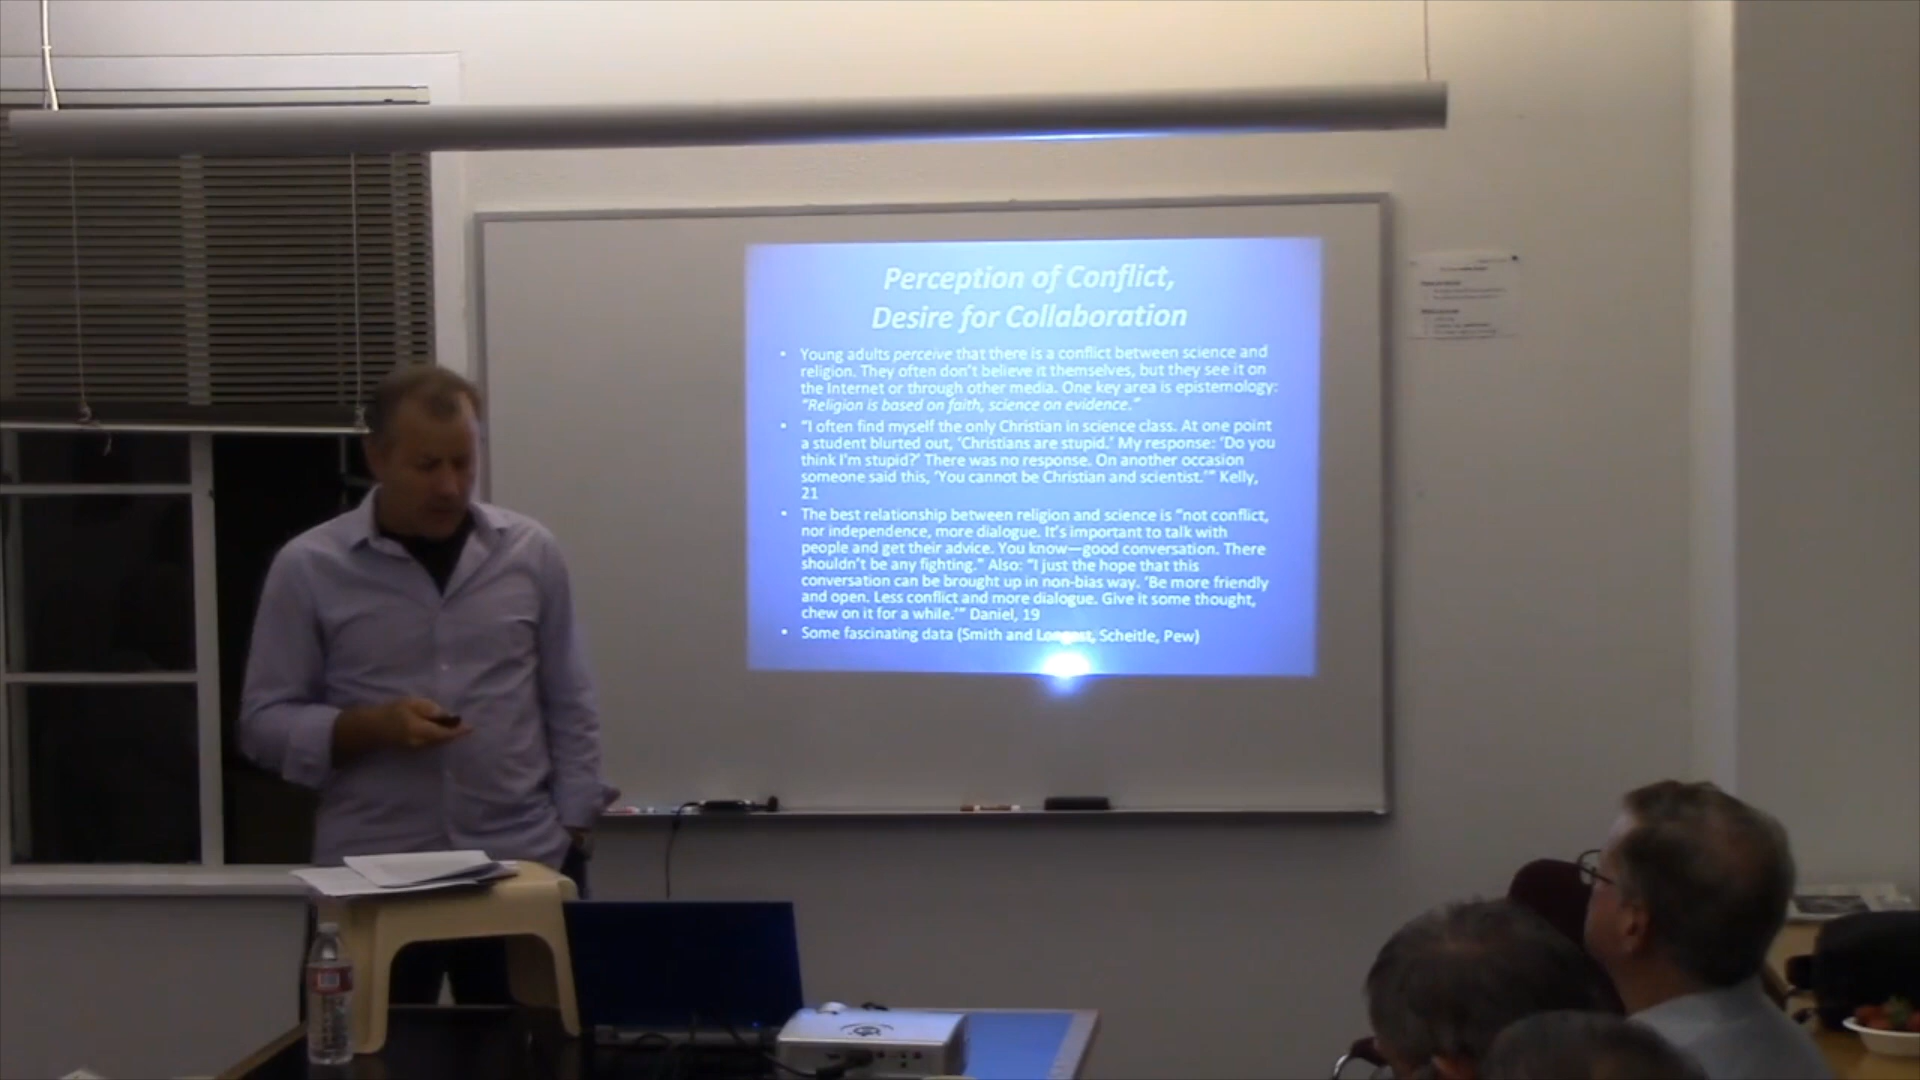 Perception of Conflict,
Desire for Collaboration
• Young adults perceive that there is a conflict between science and
religion. They often don't believe it themselves, but they see it on
the Internet or through other media. One key area is epistemology:
"Religion is based on faith, science on evidence."
• "I often find myself the only Christian in science class. At one point
a student blurted out, 'Christians are stupid.' My response: 'Do you
think I'm stupid?' There was no response. On another occasion
someone said this, 'You cannot be Christian and scientist.'" Kelly,
21
• The best relationship between religion and science is "not conflict,
nor independence, more dialogue. It's important to talk with
people and get their advice. You know—good conversation. There
shouldn't be any fighting." Also: "I just the hope that this
conversation can be brought up in non-bias way. 'Be more friendly
and open. Less conflict and more dialogue. Give it some thought,
chew on it for a while.'" Daniel, 19
• Some fascinating data (Smith and Longest, Scheitle, Pew)